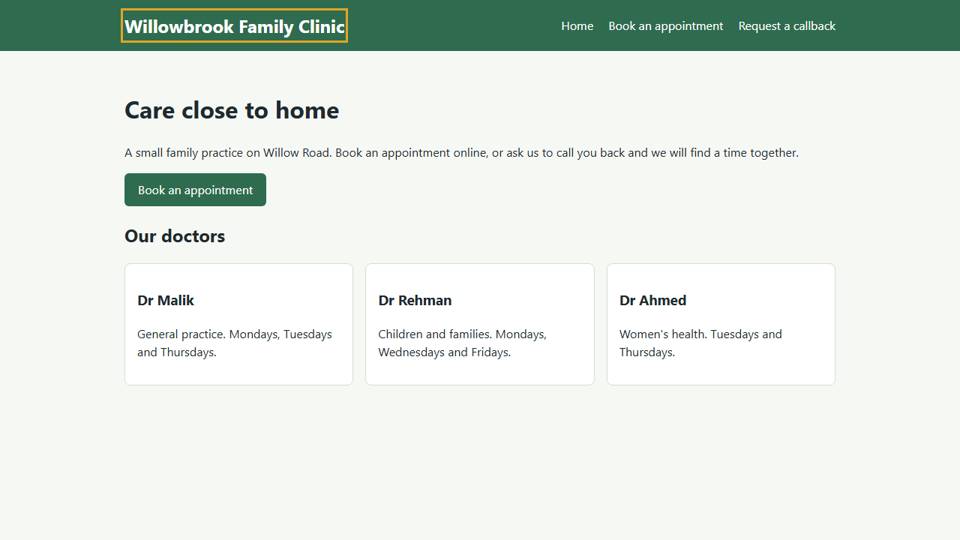 Willowbrook Family Clinic
Home
Book an appointment
Request a callback
Care close to home
A small family practice on Willow Road. Book an appointment online, or ask us to call you back and we will find a time together.
Book an appointment
Our doctors
Dr Malik
General practice. Mondays, Tuesdays
and Thursdays.
Dr Rehman
Children and families. Mondays,
Wednesdays and Fridays.
Dr Ahmed
Women's health. Tuesdays and
Thursdays.